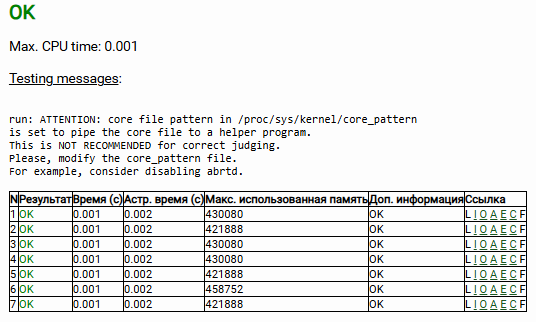 OK
Max. CPU time: 0.001
Testing messages:
run: ATTENTION: core file pattern in /proc/sys/kernel/core_pattern
is set to pipe the core file to a helper program.
This is NOT RECOMMENDED for correct judging.
Please, modify the core_pattern file.
For example, consider disabling abrtd.
N Результат Время (с) Астр. время (с) Макс. использованная память Доп. информация Ссылка
1 OK 0.001 0.002 430080 OK L I O A E C F
2 OK 0.001 0.002 421888 OK L I O A E C F
3 OK 0.001 0.002 430080 OK L I O A E C F
4 OK 0.001 0.002 430080 OK L I O A E C F
5 OK 0.001 0.002 421888 OK L I O A E C F
6 OK 0.001 0.002 458752 OK L I O A E C F
7 OK 0.001 0.002 421888 OK L I O A E C F